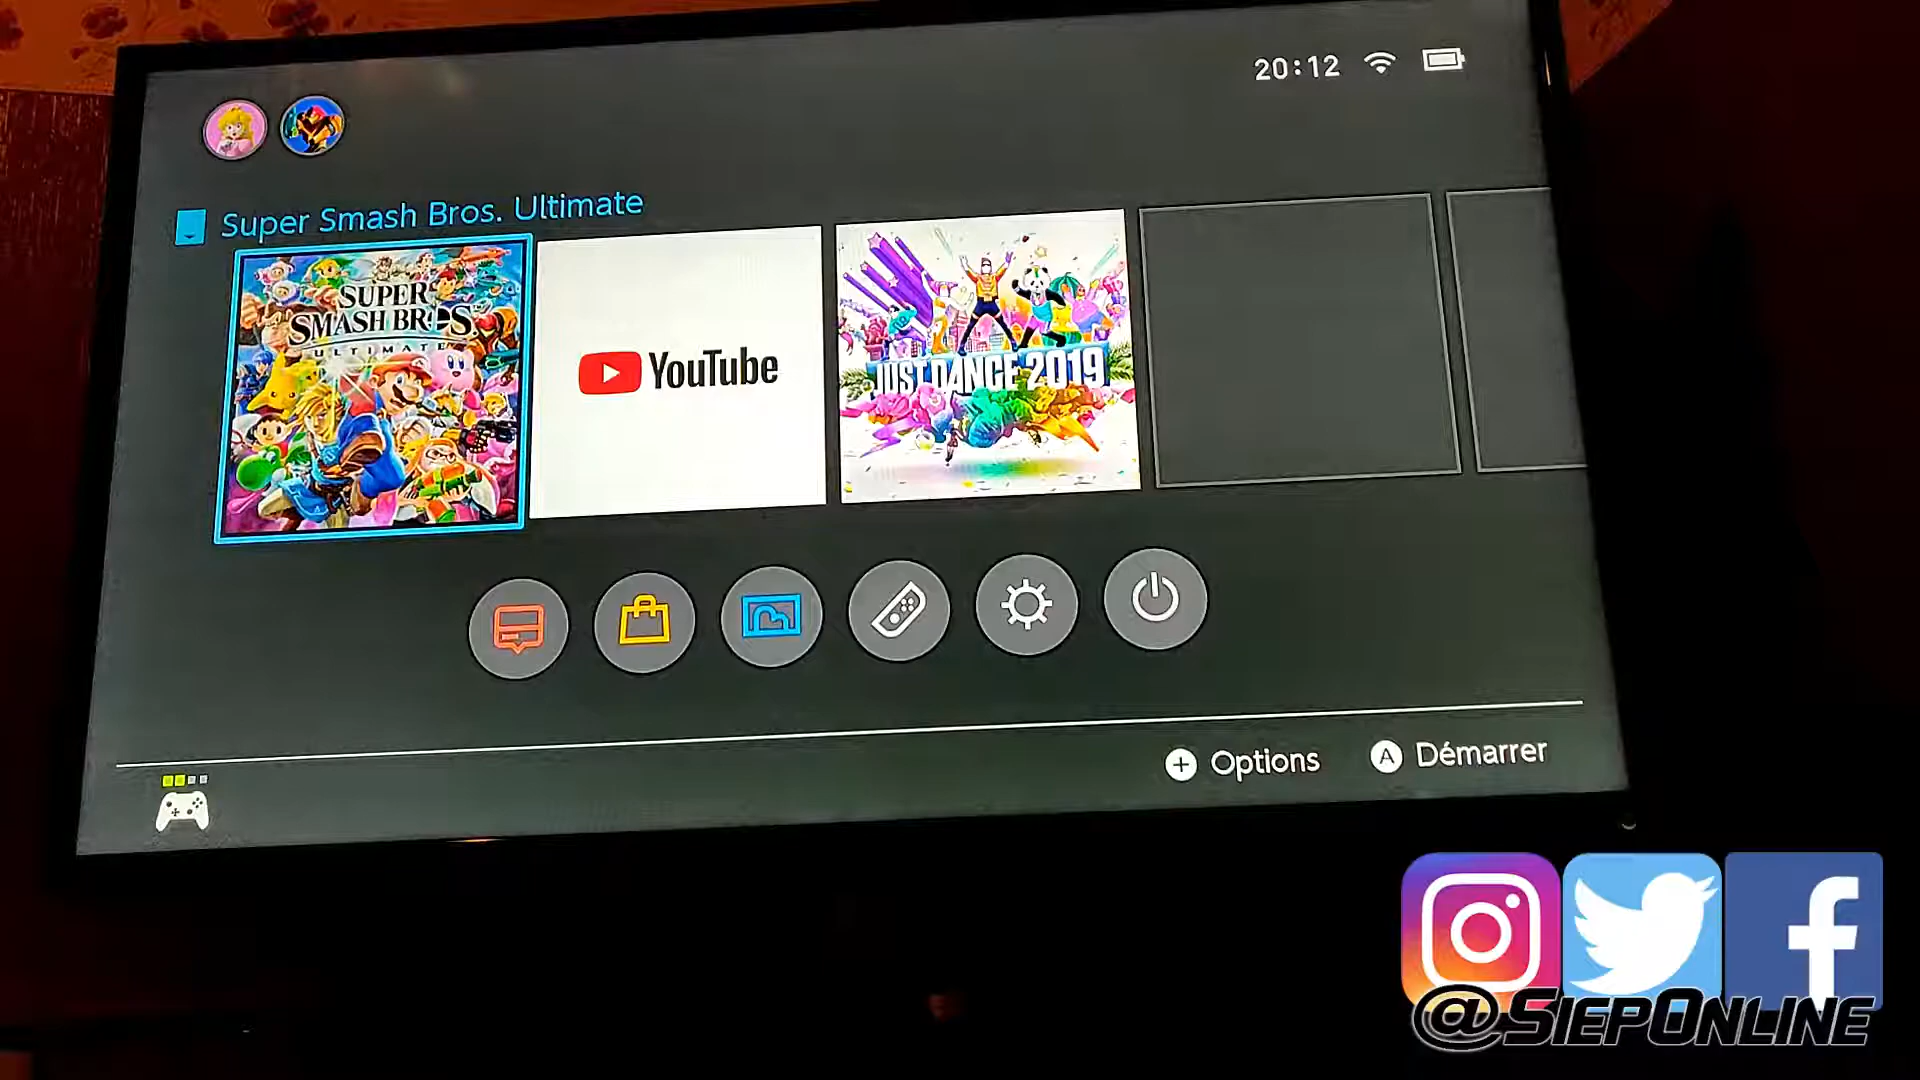 20:12
Super Smash Bros. Ultimate
SUPER
SMASH BROS.
ULTIMATE
YouTube
JUST DANCE 2019
+ Options
A Démarrer
@SIEPONLINE